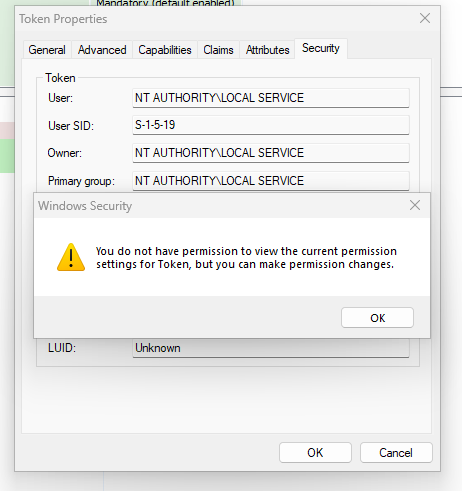 Mandatory (default enabled)
Token Properties
General Advanced Capabilities Claims Attributes Security
Token
User: NT AUTHORITY\LOCAL SERVICE
User SID: S-1-5-19
Owner: NT AUTHORITY\LOCAL SERVICE
Primary group: NT AUTHORITY\LOCAL SERVICE
Windows Security
You do not have permission to view the current permission
settings for Token, but you can make permission changes.
OK
LUID: Unknown
OK Cancel